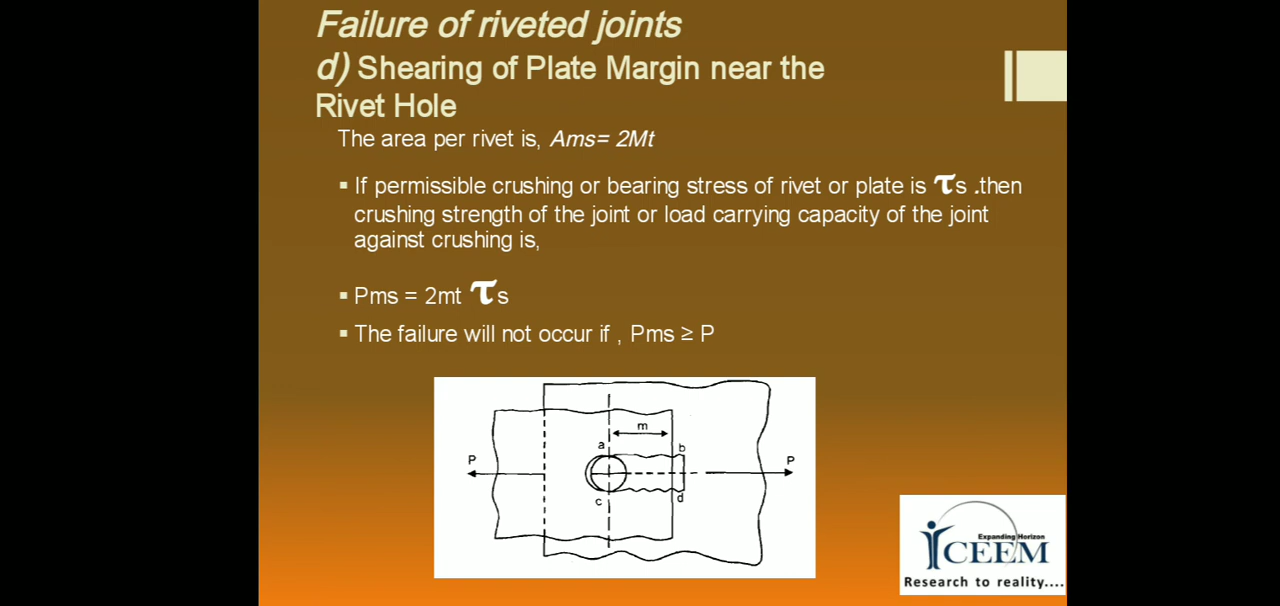 Failure of riveted joints
d) Shearing of Plate Margin near the
Rivet Hole
The area per rivet is, Ams= 2Mt
▪ If permissible crushing or bearing stress of rivet or plate is τs .then
crushing strength of the joint or load carrying capacity of the joint
against crushing is,
▪ Pms = 2mt τs
▪ The failure will not occur if , Pms ≥ P
m
a
b
P
P
c
d
Expanding Horizon
CEEM
Research to reality....